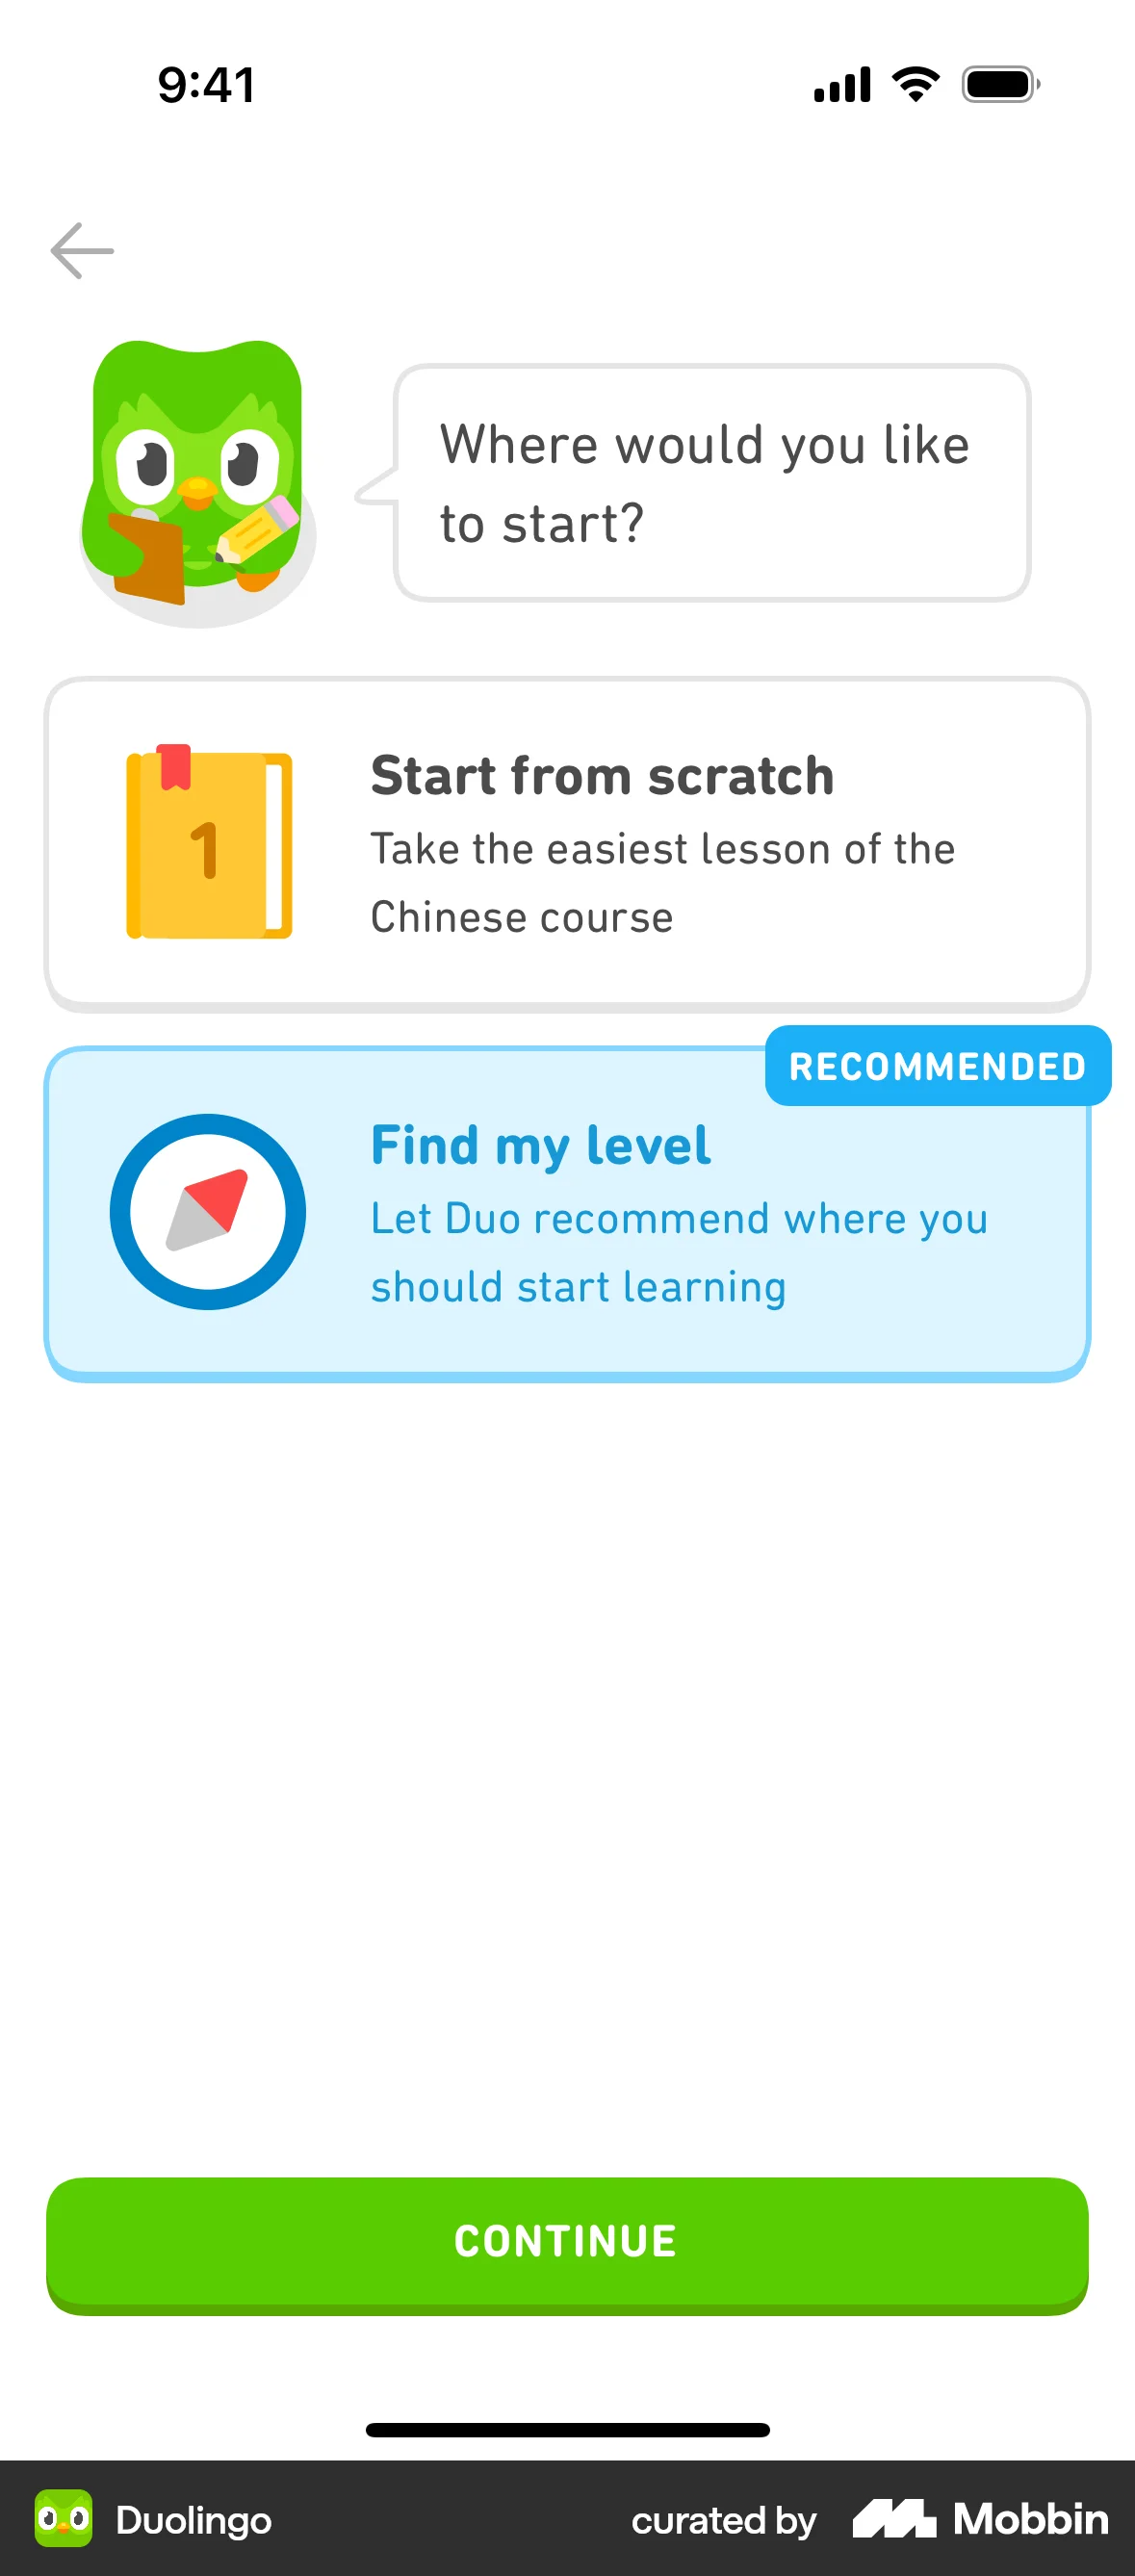 9:41
Where would you like
to start?
1
Start from scratch
Take the easiest lesson of the
Chinese course
RECOMMENDED
Find my level
Let Duo recommend where you
should start learning
CONTINUE
Duolingo
curated by Mobbin